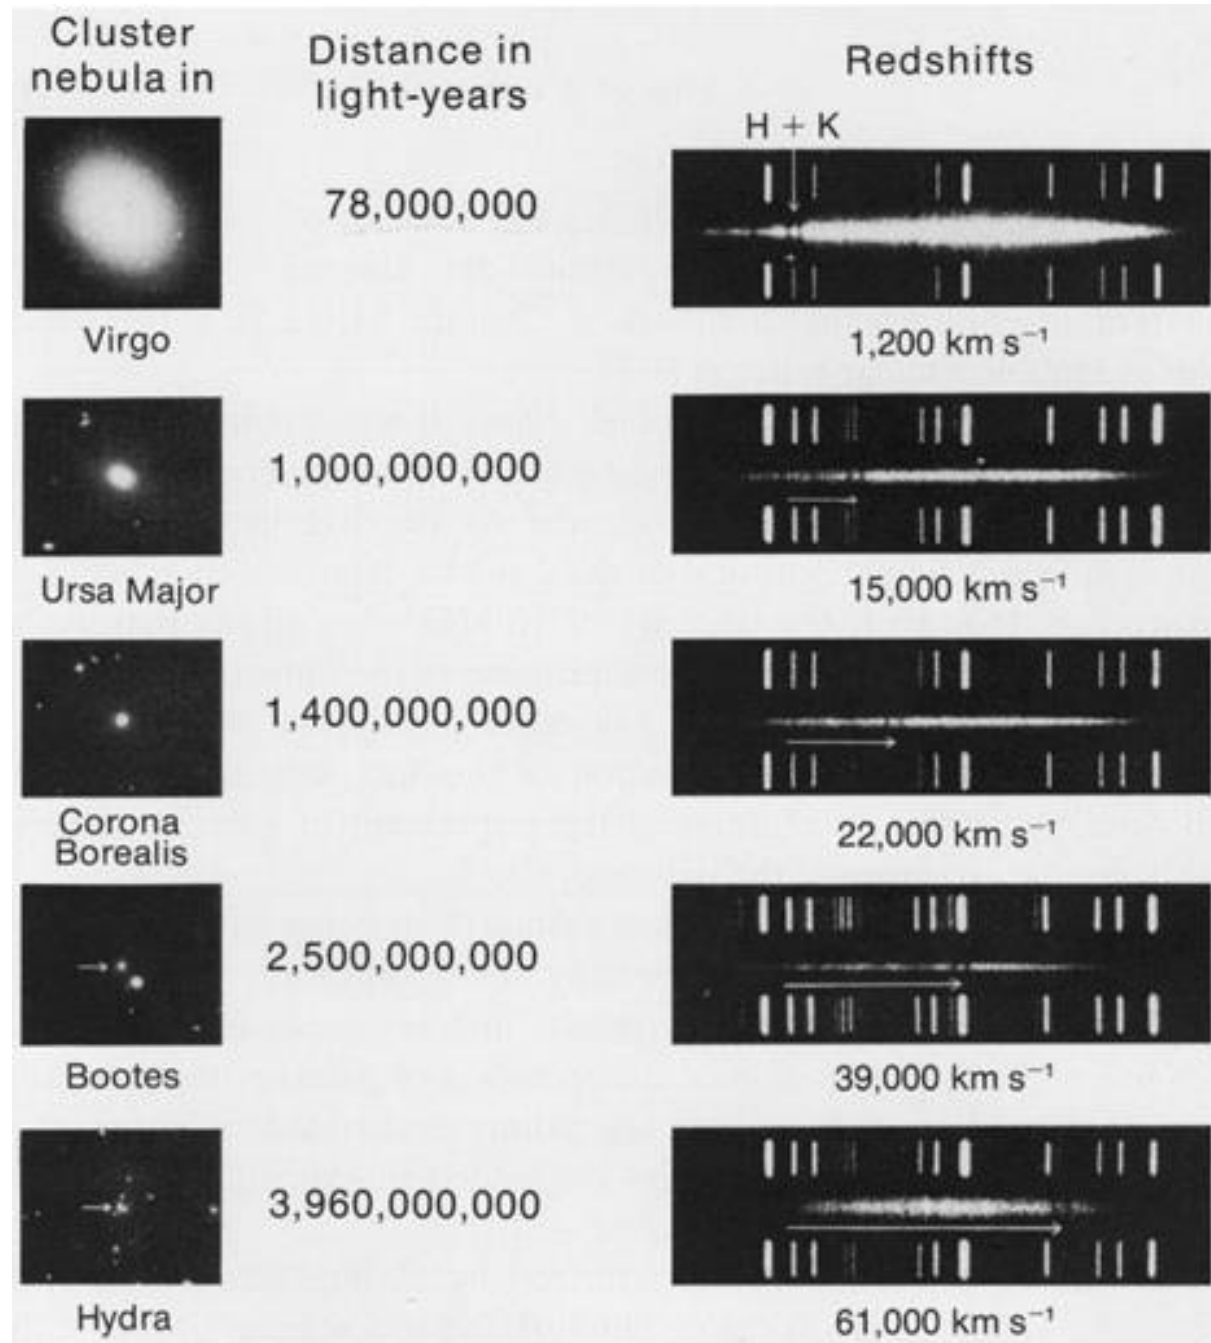 Cluster
nebula in
Distance in
light-years
Redshifts
H + K
78,000,000
Virgo
1,200 km s⁻¹
1,000,000,000
Ursa Major
15,000 km s⁻¹
1,400,000,000
Corona
Borealis
22,000 km s⁻¹
2,500,000,000
Bootes
39,000 km s⁻¹
3,960,000,000
Hydra
61,000 km s⁻¹